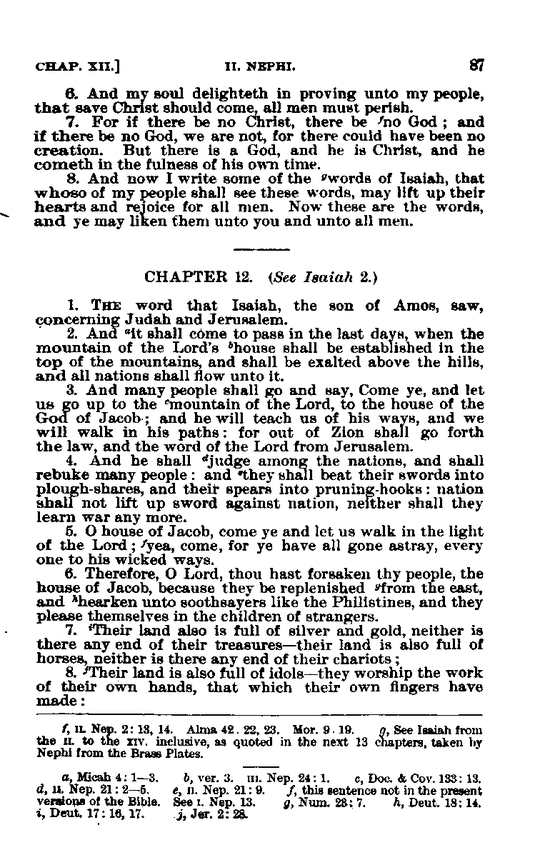 CHAP. XII.] II. NEPHI. 87
6. And my soul delighteth in proving unto my people,
that save Christ should come, all men must perish.
7. For if there be no Christ, there be ᶠno God ; and
if there be no God, we are not, for there could have been no
creation. But there is a God, and he is Christ, and he
cometh in the fulness of his own time.
8. And now I write some of the ᵍwords of Isaiah, that
whoso of my people shall see these words, may lift up their
hearts and rejoice for all men. Now these are the words,
and ye may liken them unto you and unto all men.
CHAPTER 12. (See Isaiah 2.)
1. THE word that Isaiah, the son of Amos, saw,
concerning Judah and Jerusalem.
2. And ᵃit shall come to pass in the last days, when the
mountain of the Lord's ᵇhouse shall be established in the
top of the mountains, and shall be exalted above the hills,
and all nations shall flow unto it.
3. And many people shall go and say, Come ye, and let
us go up to the ᶜmountain of the Lord, to the house of the
God of Jacob ; and he will teach us of his ways, and we
will walk in his paths : for out of Zion shall go forth
the law, and the word of the Lord from Jerusalem.
4. And he shall ᵈjudge among the nations, and shall
rebuke many people : and ᵉthey shall beat their swords into
plough-shares, and their spears into pruning-hooks : nation
shall not lift up sword against nation, neither shall they
learn war any more.
5. O house of Jacob, come ye and let us walk in the light
of the Lord ; ᶠyea, come, for ye have all gone astray, every
one to his wicked ways.
6. Therefore, O Lord, thou hast forsaken thy people, the
house of Jacob, because they be replenished ᵍfrom the east,
and ʰhearken unto soothsayers like the Philistines, and they
please themselves in the children of strangers.
7. ⁱTheir land also is full of silver and gold, neither is
there any end of their treasures—their land is also full of
horses, neither is there any end of their chariots ;
8. ʲTheir land is also full of idols—they worship the work
of their own hands, that which their own fingers have
made :
f, II. Nep. 2: 13, 14. Alma 42. 22, 23. Mor. 9. 19. g, See Isaiah from
the II. to the XIV. inclusive, as quoted in the next 13 chapters, taken by
Nephi from the Brass Plates.
a, Micah 4: 1—3. b, ver. 3. III. Nep. 24: 1. c, Doc. & Cov. 133: 13.
d, II. Nep. 21: 2—5. e, II. Nep. 21: 9. f, this sentence not in the present
versions of the Bible. See I. Nep. 13. g, Num. 23: 7. h, Deut. 18: 14.
i, Deut. 17: 16, 17. j, Jer. 2: 28.